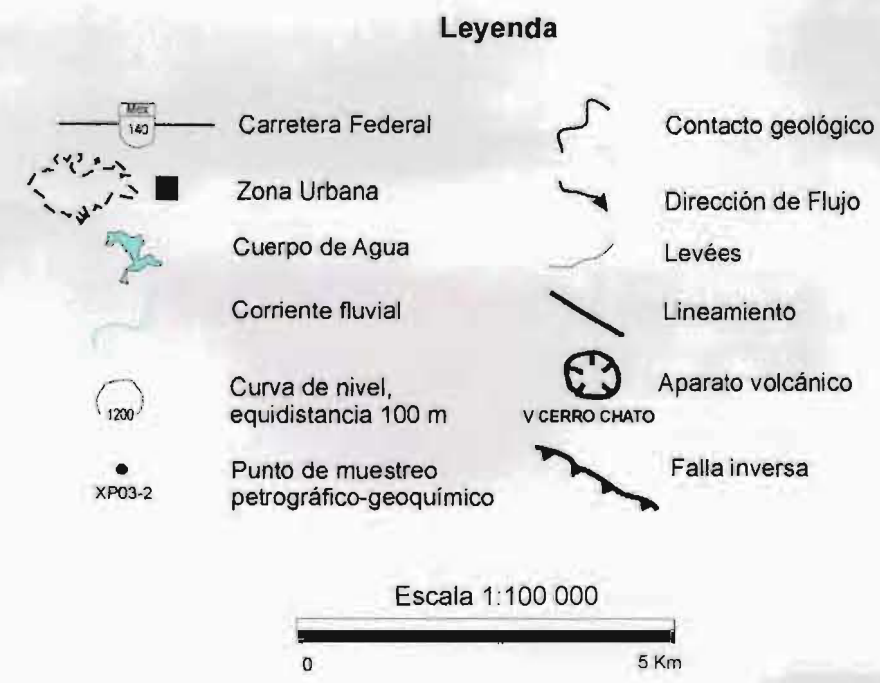 Leyenda
Mex
140
Carretera Federal
Zona Urbana
Cuerpo de Agua
Corriente fluvial
1200
Curva de nivel,
equidistancia 100 m
XP03-2
Punto de muestreo
petrográfico-geoquímico
Contacto geológico
Dirección de Flujo
Levées
Lineamiento
Aparato volcánico
V CERRO CHATO
Falla inversa
Escala 1:100 000
0
5 Km